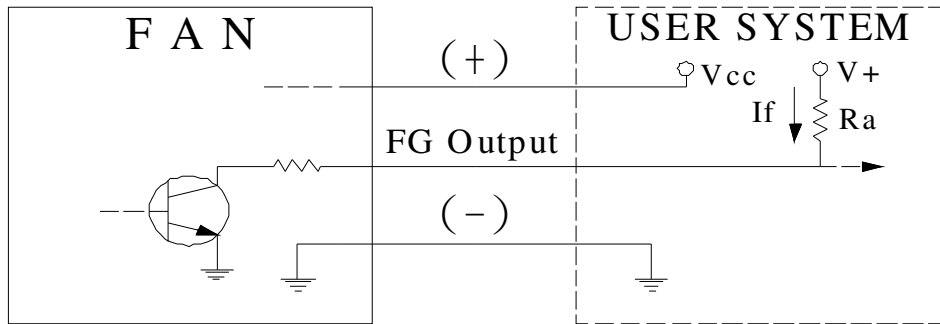 F A N
USER SYSTEM
(+)
Vcc
V+
If
Ra
FG Output
(-)